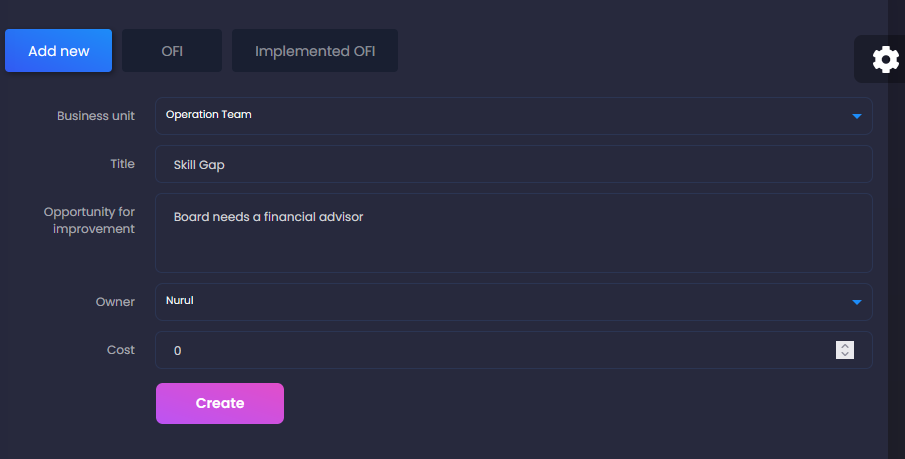 Add new
OFI
Implemented OFI
Business unit
Operation Team
Title
Skill Gap
Opportunity for
improvement
Board needs a financial advisor
Owner
Nurul
Cost
0
Create